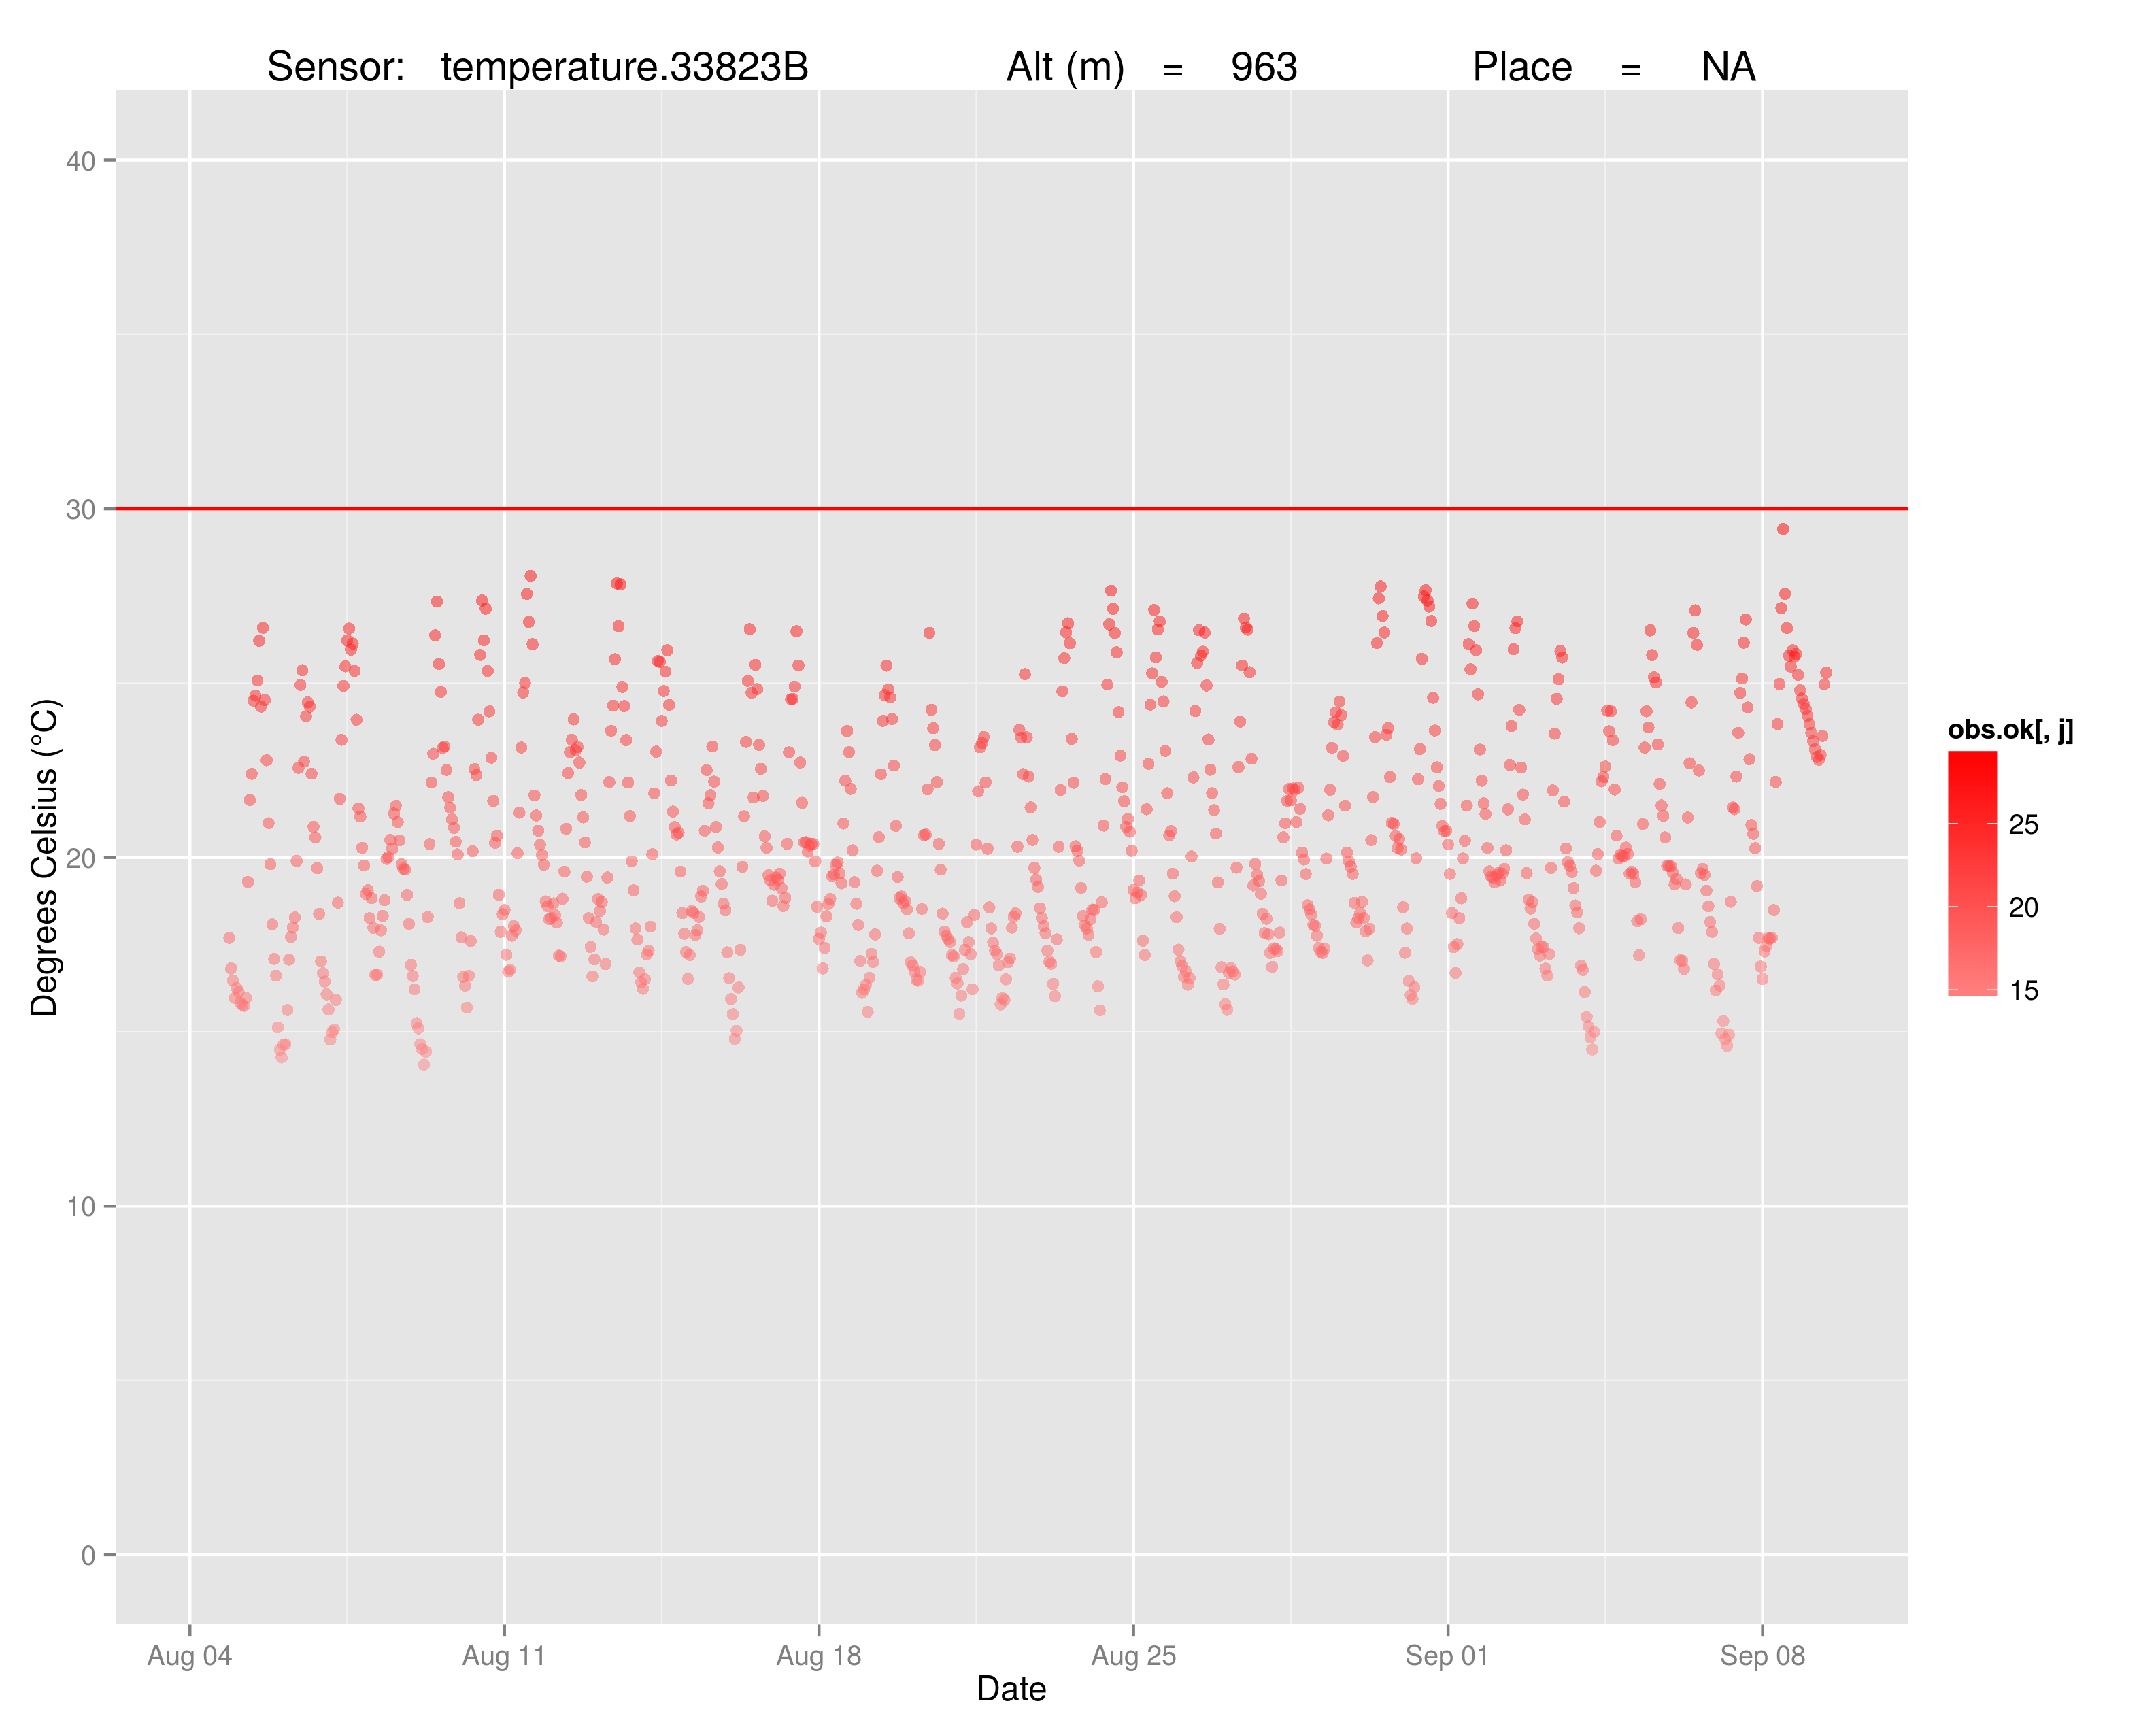 Sensor: temperature.33823B Alt (m) = 963 Place = NA
40
30
20
10
0
Degrees Celsius (°C)
Aug 04 Aug 11 Aug 18 Aug 25 Sep 01 Sep 08
Date
obs.ok[, j]
25
20
15